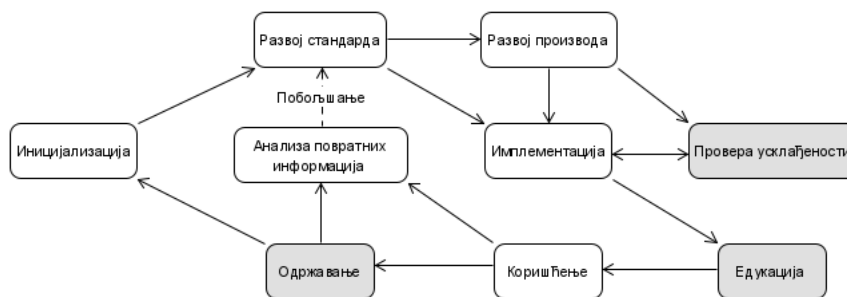 Развој стандарда
Развој производа
Побољшање
Иницијализација
Анализа повратних
информација
Имплементација
Провера усклађености
Одржавање
Коришћење
Едукација